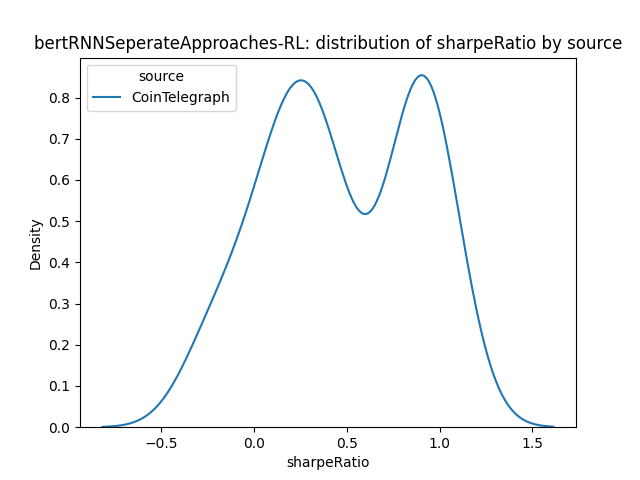 bertRNNSeperateApproaches-RL: distribution of sharpeRatio by source
source
CoinTelegraph
Density
0.8
0.7
0.6
0.5
0.4
0.3
0.2
0.1
0.0
−0.5 0.0 0.5 1.0 1.5
sharpeRatio